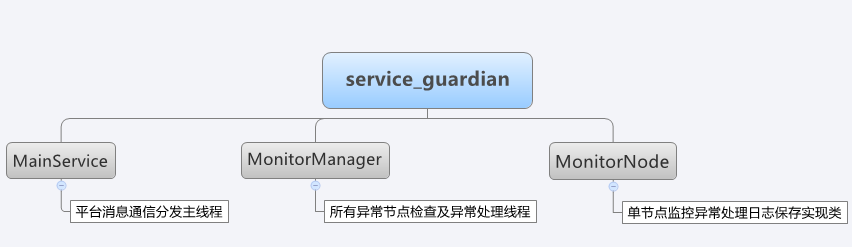 service_guardian
MainService
MonitorManager
MonitorNode
平台消息通信分发主线程
所有异常节点检查及异常处理线程
单节点监控异常处理日志保存实现类